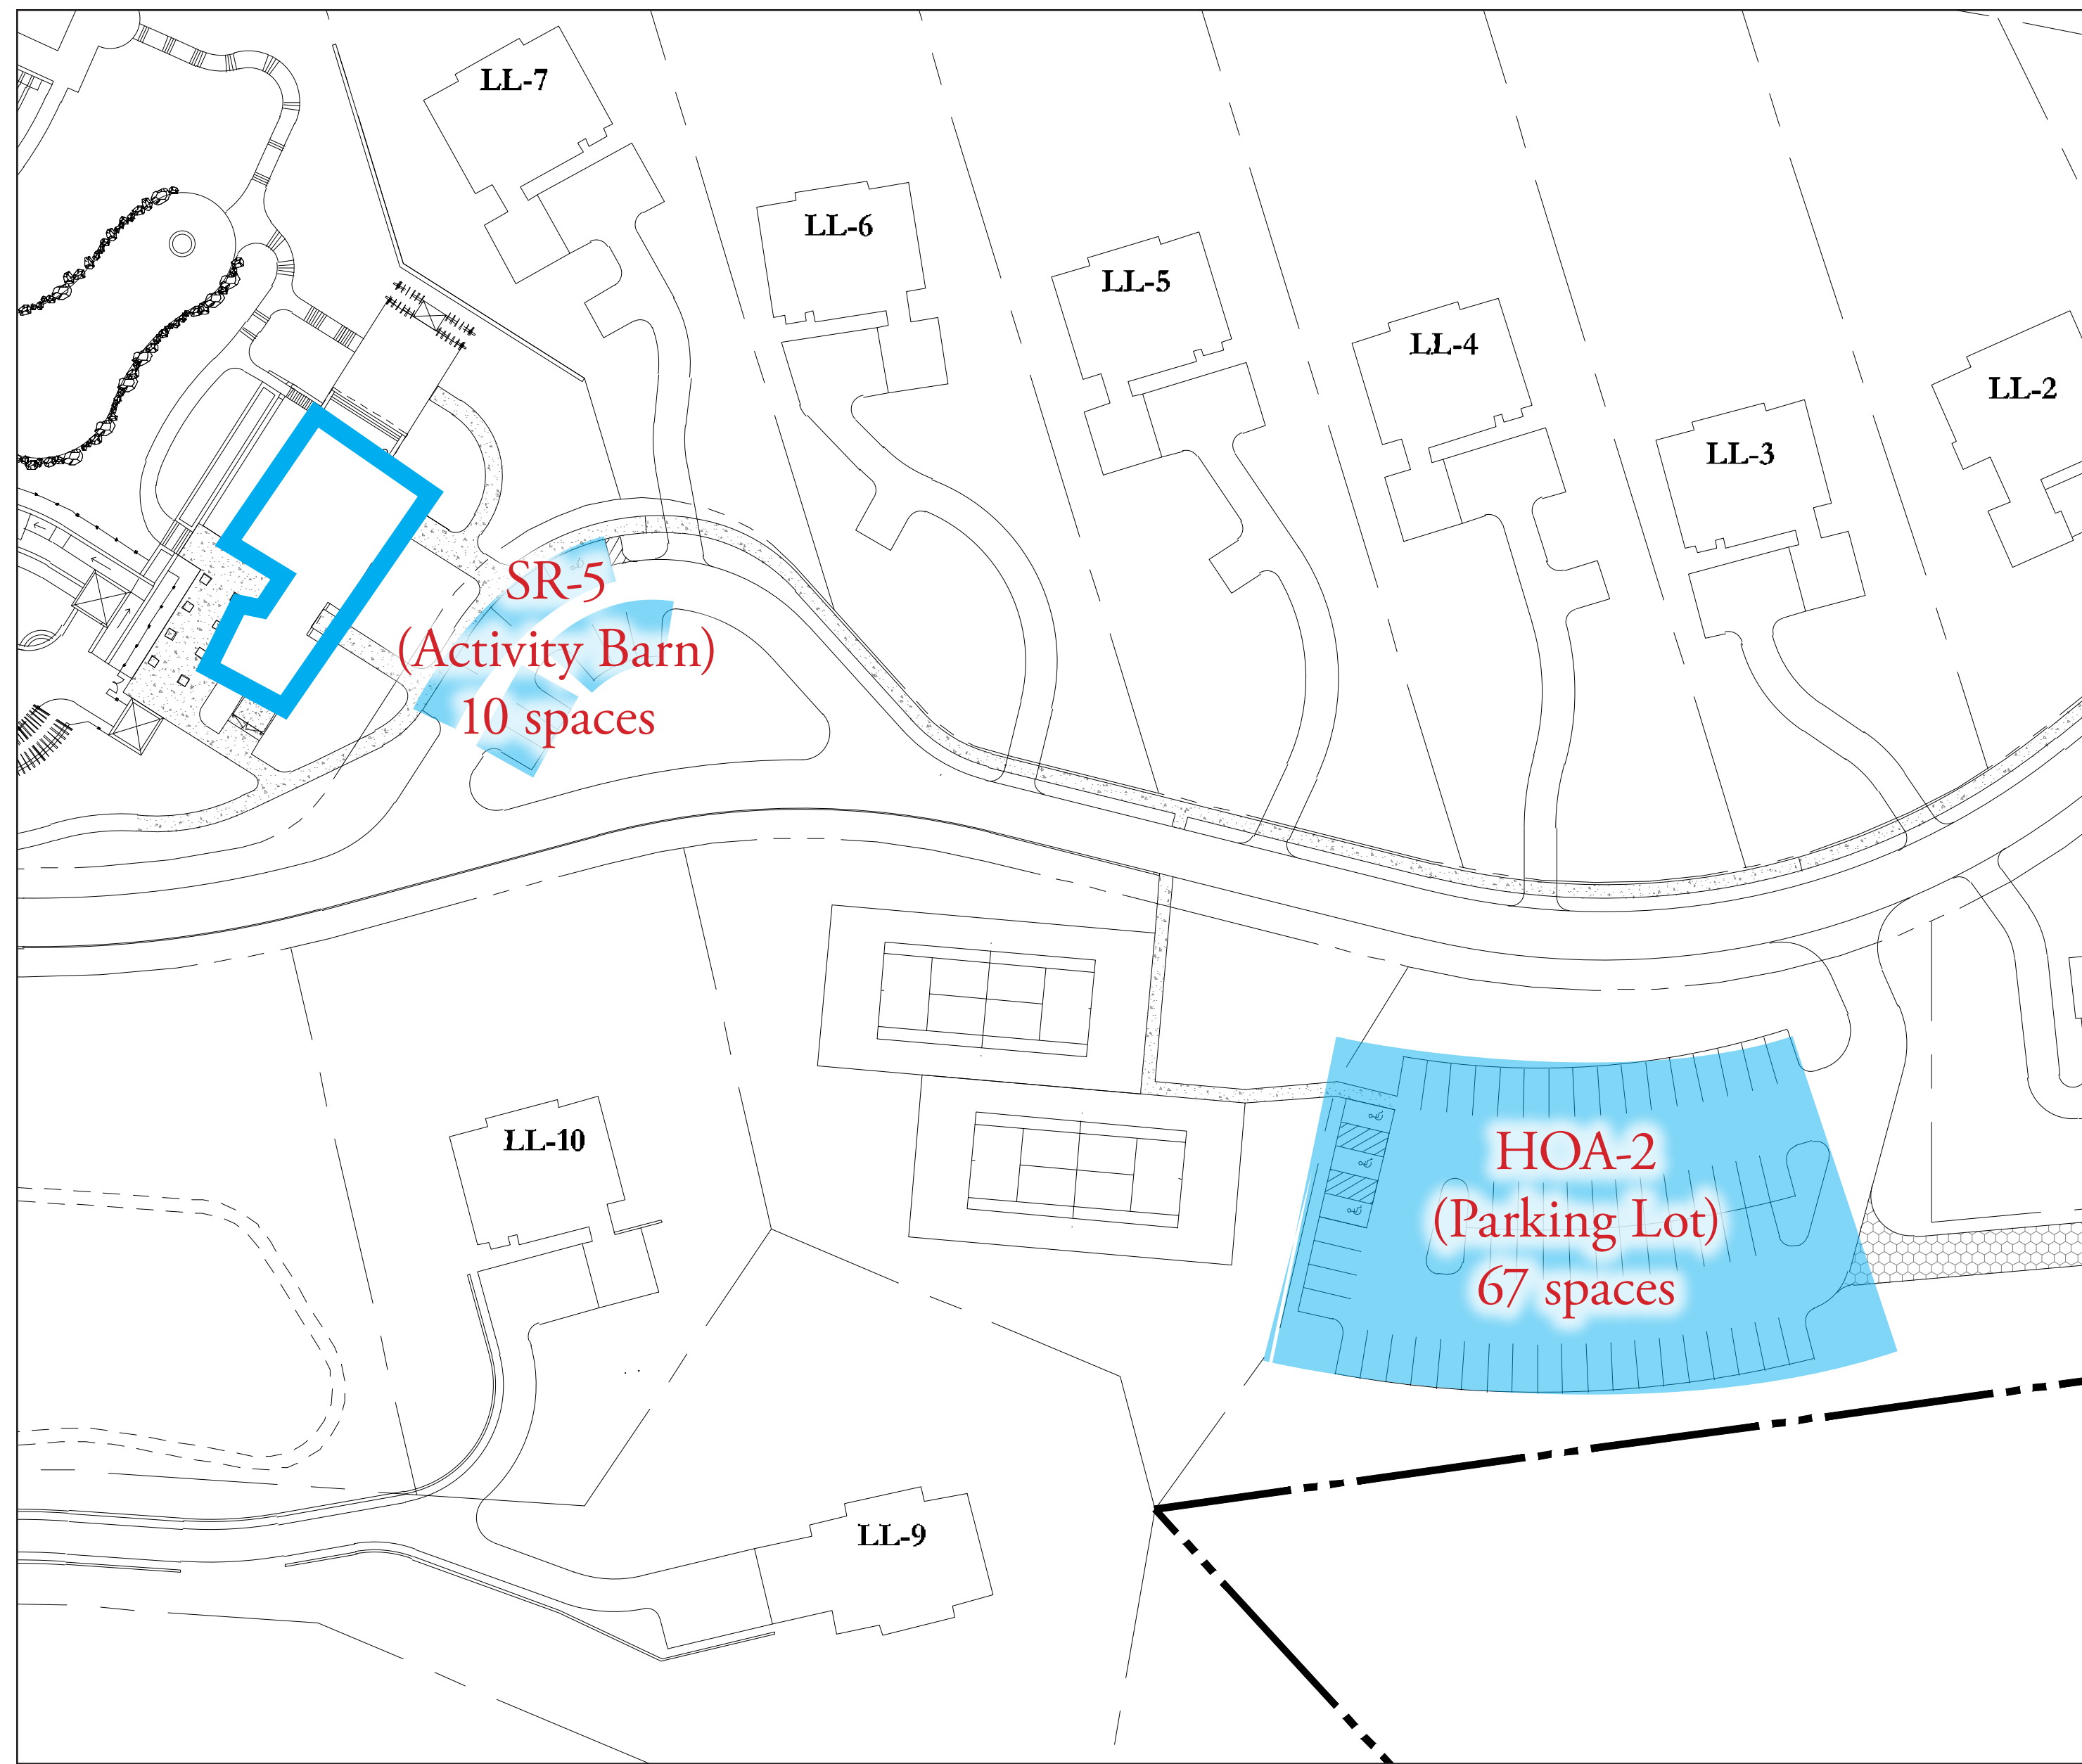 LL-7
LL-6
LL-5
LL-4
LL-2
LL-3
SR-5
(Activity Barn)
10 spaces
LL-10
HOA-2
(Parking Lot)
67 spaces
LL-9